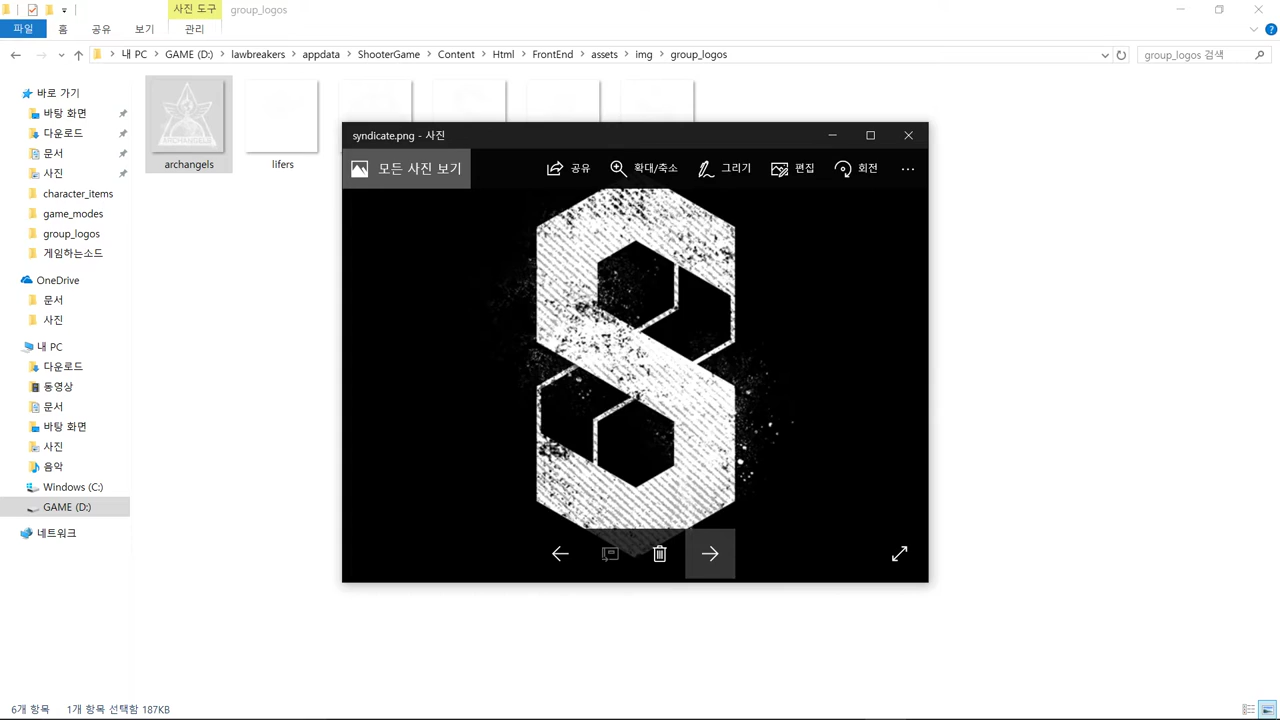 사진 도구
group_logos
파일
홈
공유
보기
관리
내 PC
GAME (D:)
lawbreakers
appdata
ShooterGame
Content
Html
FrontEnd
assets
img
group_logos
group_logos 검색
바로 가기
바탕 화면
다운로드
문서
사진
character_items
game_modes
group_logos
게임하는소드
OneDrive
문서
사진
내 PC
다운로드
동영상
문서
바탕 화면
사진
음악
Windows (C:)
GAME (D:)
네트워크
ARCHANGELS
archangels
lifers
syndicate.png - 사진
모든 사진 보기
공유
확대/축소
그리기
편집
회전
S
6개 항목
1개 항목 선택함 187KB